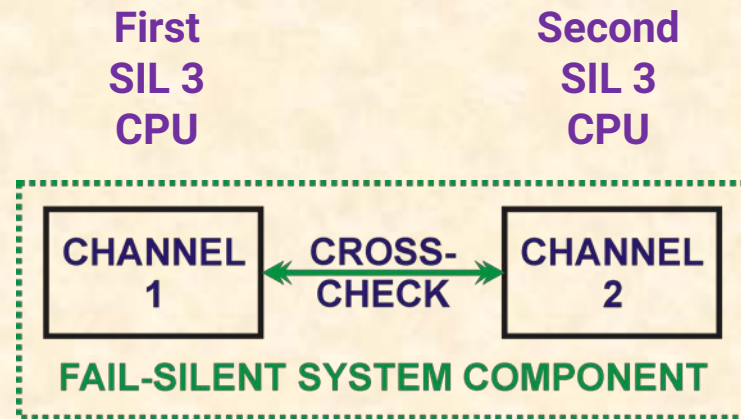 First
SIL 3
CPU
Second
SIL 3
CPU
CHANNEL
1
CROSS-
CHECK
CHANNEL
2
FAIL-SILENT SYSTEM COMPONENT